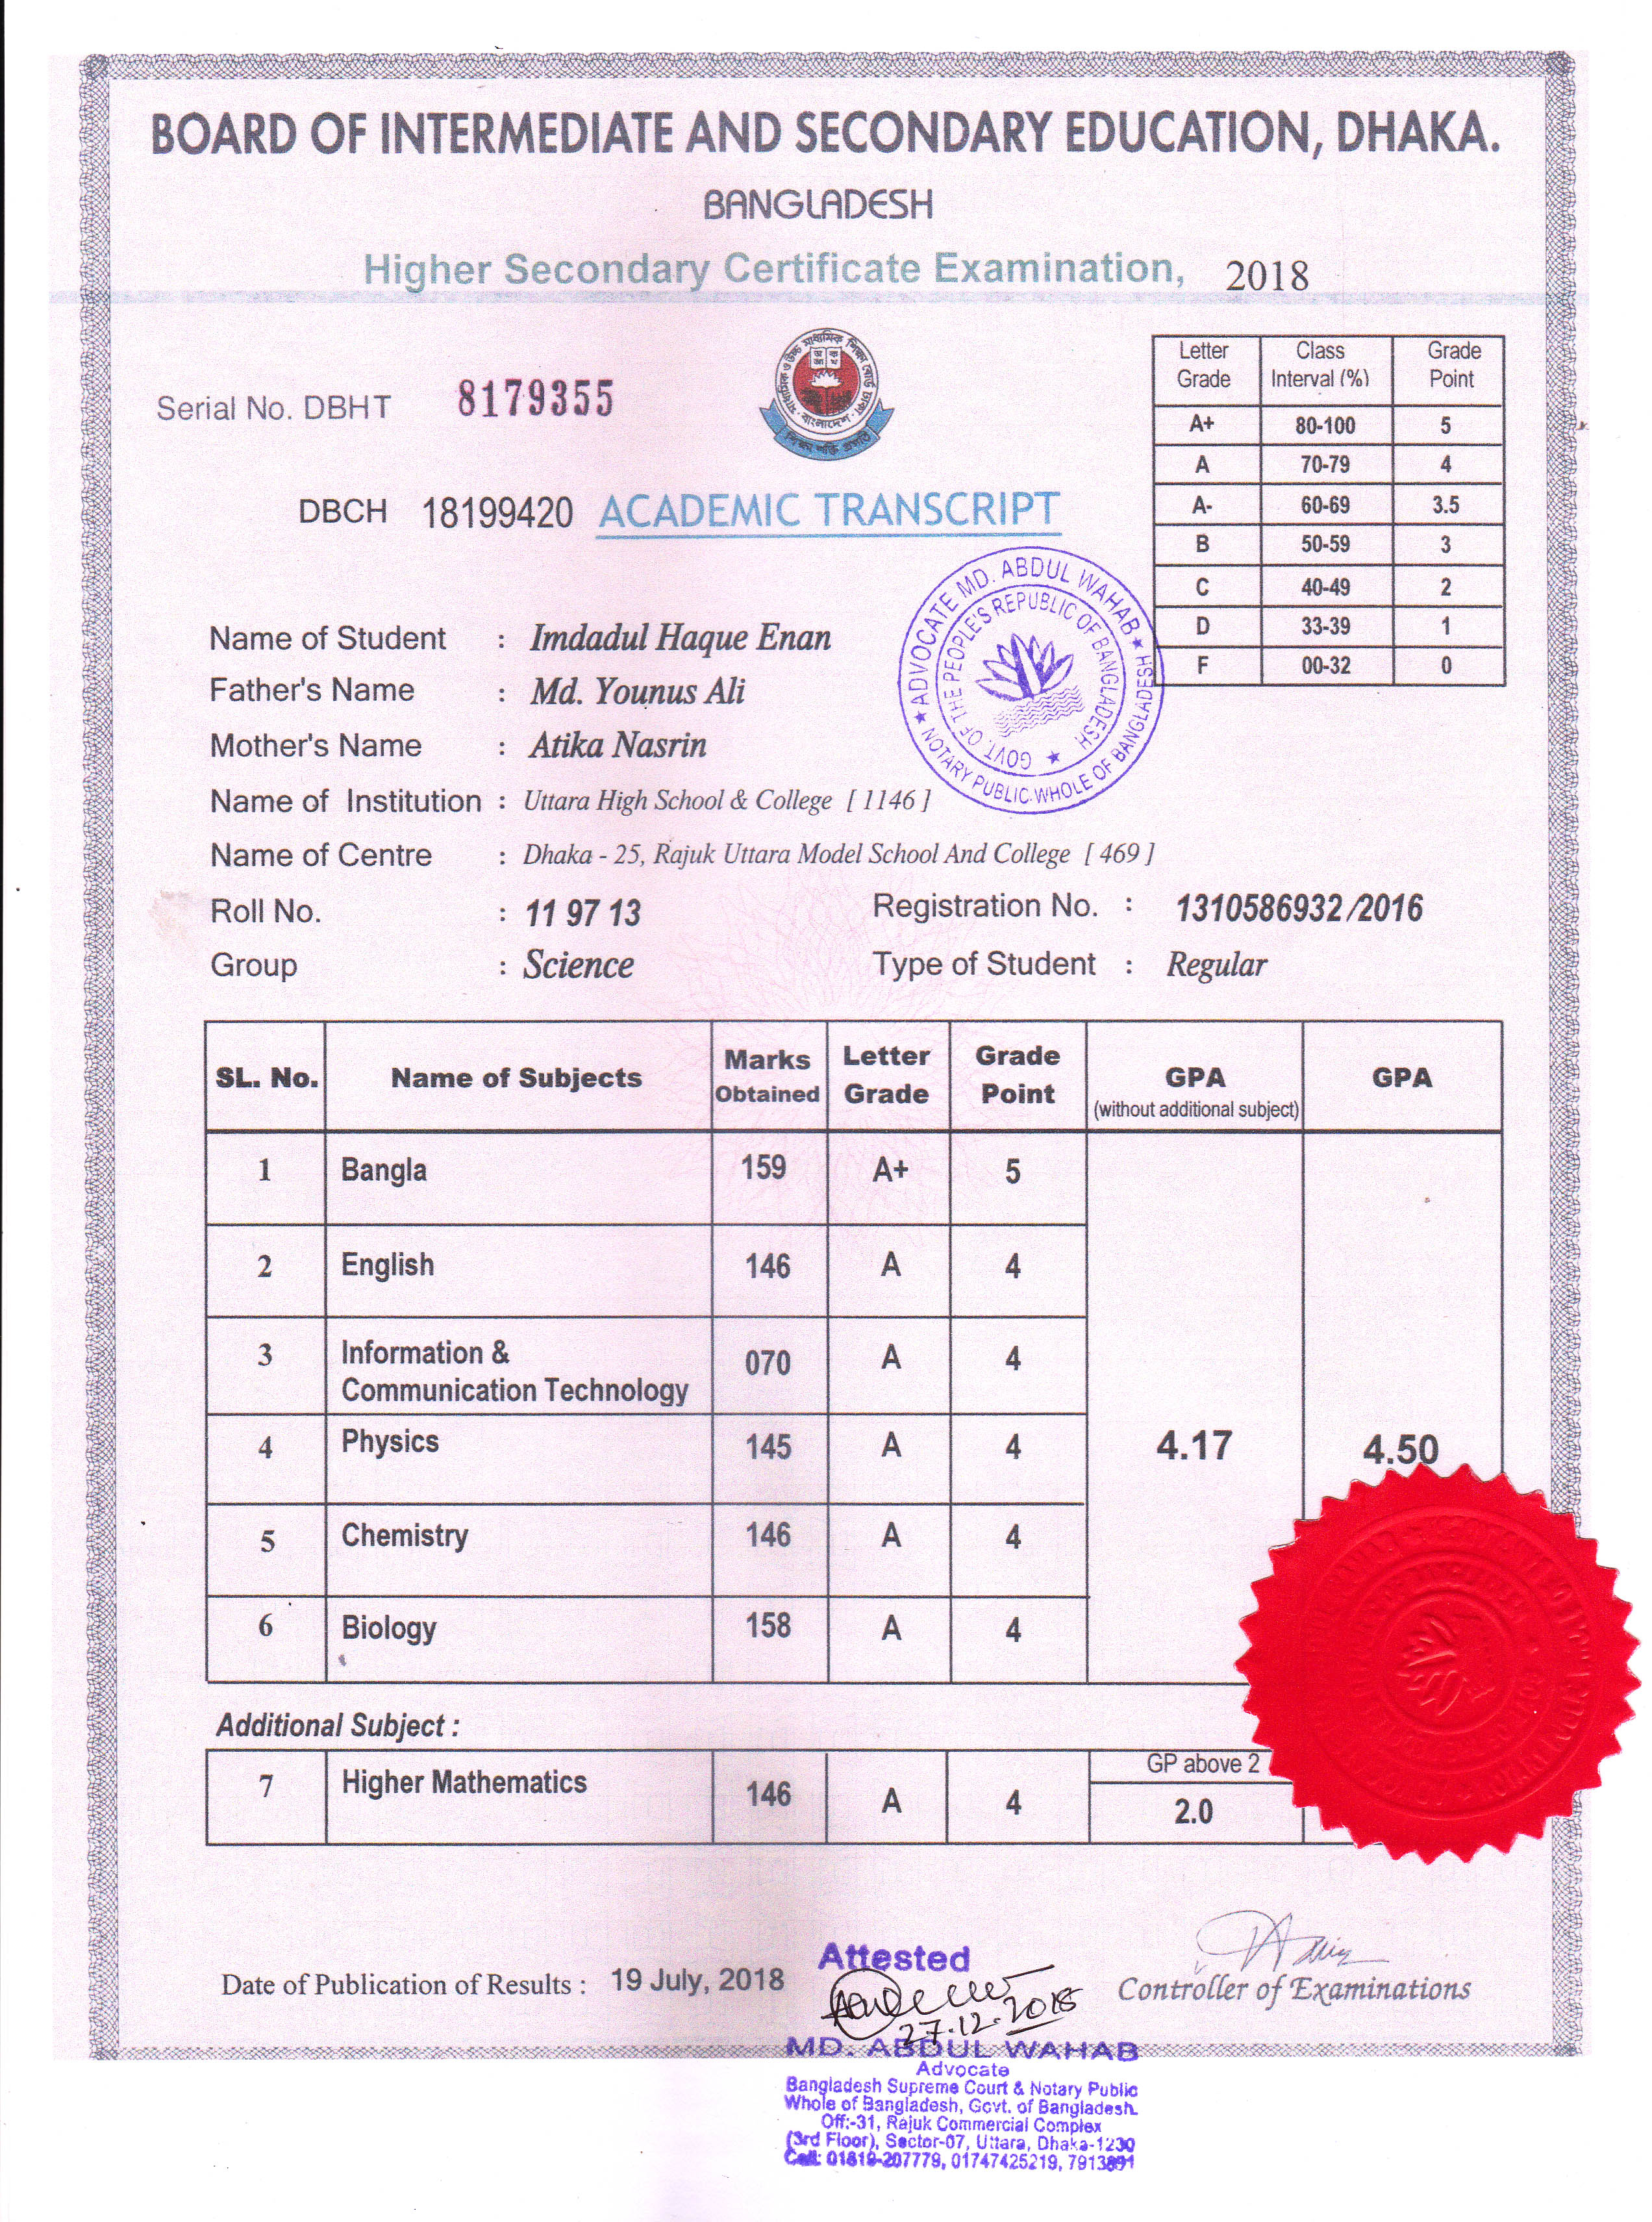 BOARD OF INTERMEDIATE AND SECONDARY EDUCATION, DHAKA.
BANGLADESH
Higher Secondary Certificate Examination, 2018
Serial No. DBHT 8179355
Letter Grade Class Interval (%) Grade Point
A+ 80-100 5
A 70-79 4
A- 60-69 3.5
B 50-59 3
C 40-49 2
D 33-39 1
F 00-32 0
DBCH 18199420 ACADEMIC TRANSCRIPT
ADVOCATE MD. ABDUL WAHAB
NOTARY PUBLIC WHOLE OF BANGLADESH
GOVT. OF THE PEOPLE'S REPUBLIC OF BANGLADESH
Name of Student : Imdadul Haque Enan
Father's Name : Md. Younus Ali
Mother's Name : Atika Nasrin
Name of Institution : Uttara High School & College [ 1146 ]
Name of Centre : Dhaka - 25, Rajuk Uttara Model School And College [ 469 ]
Roll No. : 11 97 13 Registration No. : 1310586932/2016
Group : Science Type of Student : Regular
SL. No. Name of Subjects Marks Obtained Letter Grade Grade Point GPA (without additional subject) GPA
1 Bangla 159 A+ 5
2 English 146 A 4
3 Information & Communication Technology 070 A 4
4 Physics 145 A 4 4.17 4.50
5 Chemistry 146 A 4
6 Biology 158 A 4
Additional Subject :
7 Higher Mathematics 146 A 4 GP above 2
2.0
Date of Publication of Results : 19 July, 2018
Attested
27.12.2018
Controller of Examinations
MD. ABDUL WAHAB
Advocate
Bangladesh Supreme Court & Notary Public
Whole of Bangladesh, Govt. of Bangladesh.
Off:-31, Rajuk Commercial Complex
(3rd Floor), Sector-07, Uttara, Dhaka-1230
Cell: 01819-207779, 01747425219, 7913891